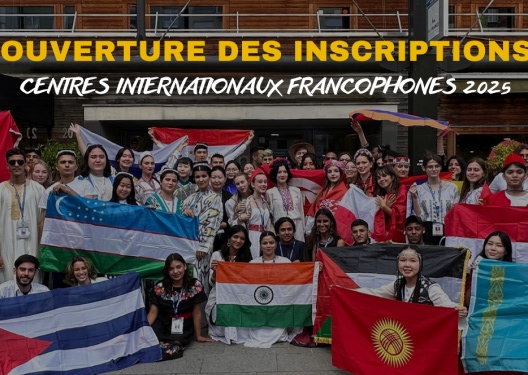 OUVERTURE DES INSCRIPTIONS
CENTRES INTERNATIONAUX FRANCOPHONES 2025